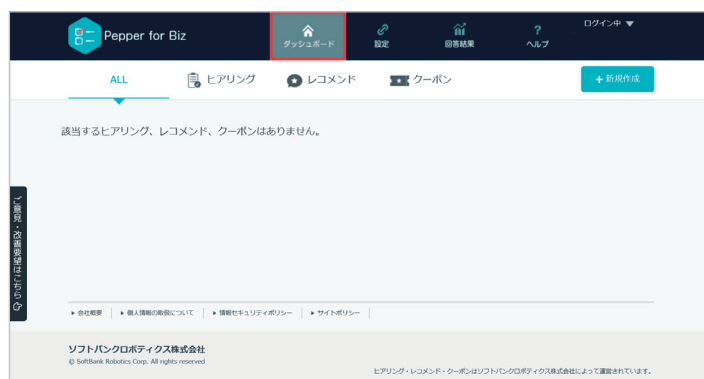 Pepper for Biz
ダッシュボード
設定
回答結果
ヘルプ
ログイン中 ▼
ALL
ヒアリング
レコメンド
クーポン
+ 新規作成
該当するヒアリング、レコメンド、クーポンはありません。
ご意見・改善要望はこちら
▶ 会社概要
▶ 個人情報の取扱について
▶ 情報セキュリティポリシー
▶ サイトポリシー
ソフトバンクロボティクス株式会社
© SoftBank Robotics Corp. All rights reserved
ヒアリング・レコメンド・クーポンはソフトバンクロボティクス株式会社によって運営されています。